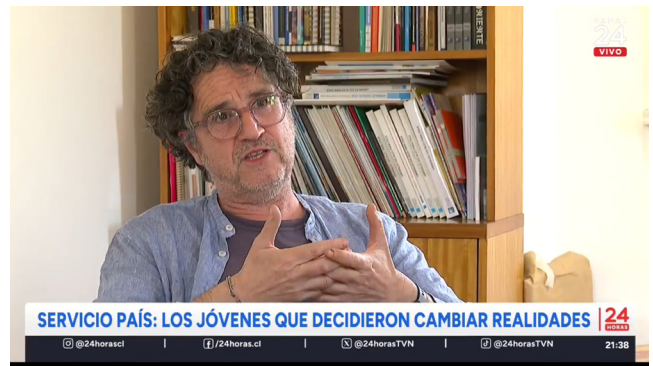 24
VIVO
SERVICIO PAÍS: LOS JÓVENES QUE DECIDIERON CAMBIAR REALIDADES
24
HORAS
@24horascl
/24horas.cl
@24horasTVN
@24horasTVN
21:38